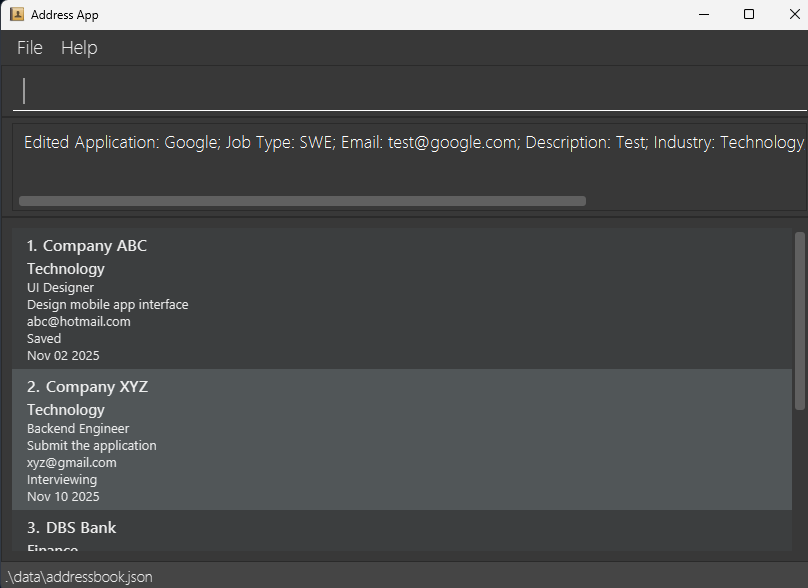 Address App
File Help
Edited Application: Google; Job Type: SWE; Email: test@google.com; Description: Test; Industry: Technology
1. Company ABC
Technology
UI Designer
Design mobile app interface
abc@hotmail.com
Saved
Nov 02 2025
2. Company XYZ
Technology
Backend Engineer
Submit the application
xyz@gmail.com
Interviewing
Nov 10 2025
3. DBS Bank
Finance
.\data\addressbook.json